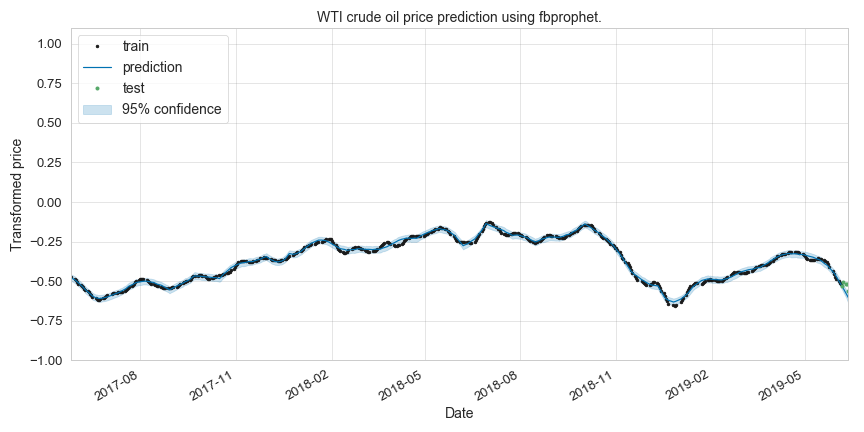 WTI crude oil price prediction using fbprophet.
train
prediction
test
95% confidence
1.00
0.75
0.50
0.25
0.00
−0.25
−0.50
−0.75
−1.00
Transformed price
2017-08
2017-11
2018-02
2018-05
2018-08
2018-11
2019-02
2019-05
Date